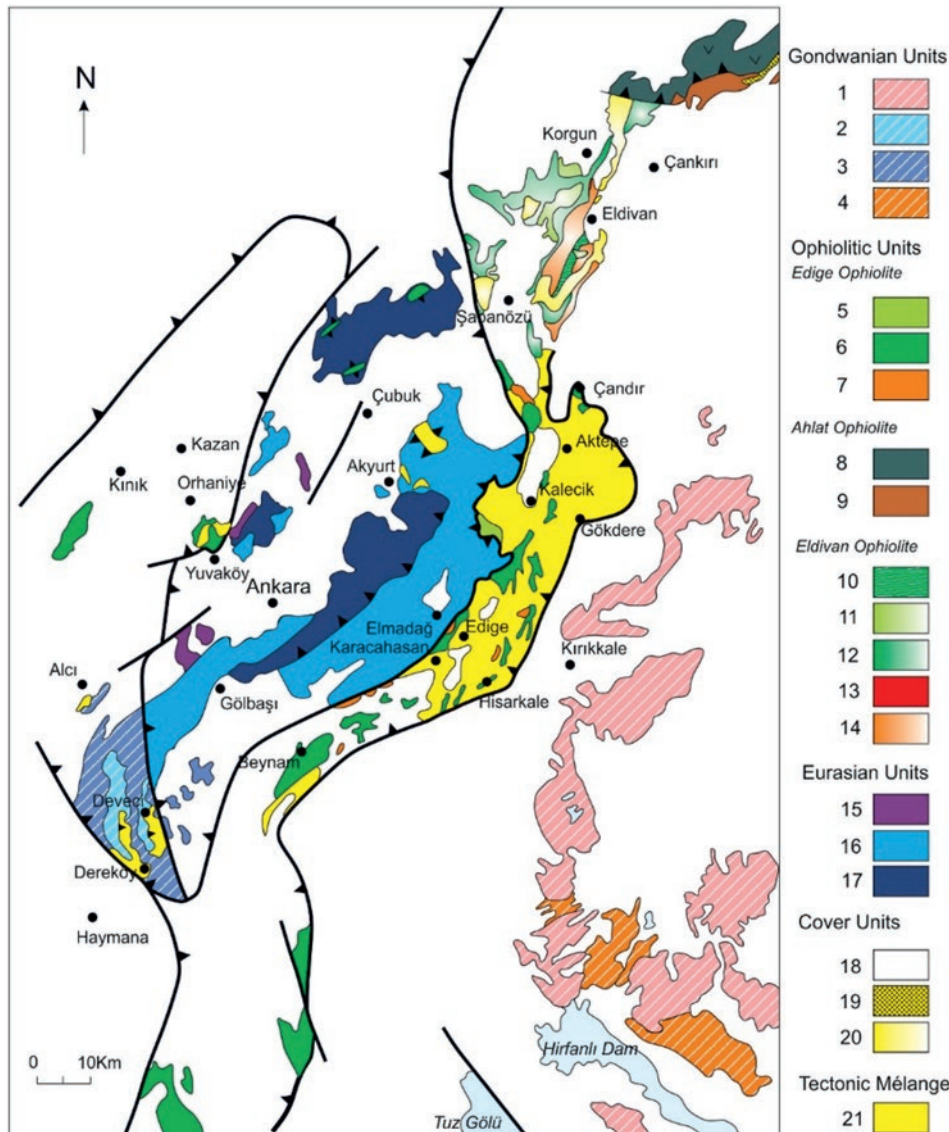 N
Korgun
Çankırı
Eldivan
Şabanözü
Çandır
Çubuk
Kazan
Aktepe
Kınık
Akyurt
Orhaniye
Kalecik
Gökdere
Yuvaköy
Ankara
Elmadağ
Edige
Karacahasan
Kırıkkale
Alcı
Gölbaşı
Hisarkale
Beynam
Deveci
Dereköy
Haymana
0 10Km
Hirfanlı Dam
Tuz Gölü
Gondwanian Units
1
2
3
4
Ophiolitic Units
Edige Ophiolite
5
6
7
Ahlat Ophiolite
8
9
Eldivan Ophiolite
10
11
12
13
14
Eurasian Units
15
16
17
Cover Units
18
19
20
Tectonic Mélange
21